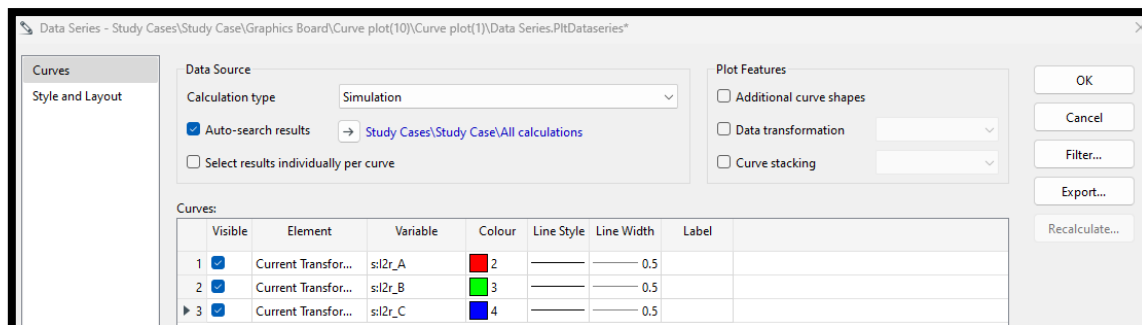 Data Series - Study Cases\Study Case\Graphics Board\Curve plot(10)\Curve plot(1)\Data Series.PltDataseries*
Curves
Style and Layout
Data Source
Calculation type Simulation
Auto-search results Study Cases\Study Case\All calculations
Select results individually per curve
Plot Features
Additional curve shapes
Data transformation
Curve stacking
OK
Cancel
Filter...
Export...
Recalculate...
Curves:
Visible Element Variable Colour Line Style Line Width Label
1 Current Transfor... s:I2r_A 2 0.5
2 Current Transfor... s:I2r_B 3 0.5
3 Current Transfor... s:I2r_C 4 0.5